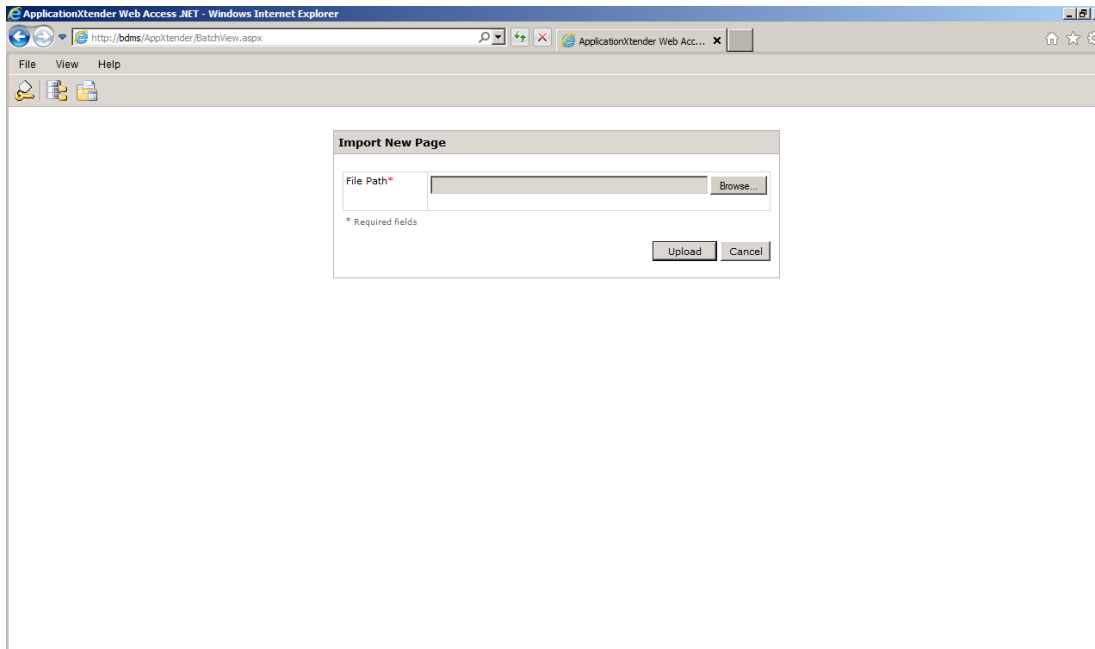 ApplicationXtender Web Access .NET - Windows Internet Explorer
http://bdms/AppXtender/BatchView.aspx
ApplicationXtender Web Acc...
File View Help
Import New Page
File Path*
Browse...
* Required fields
Upload Cancel